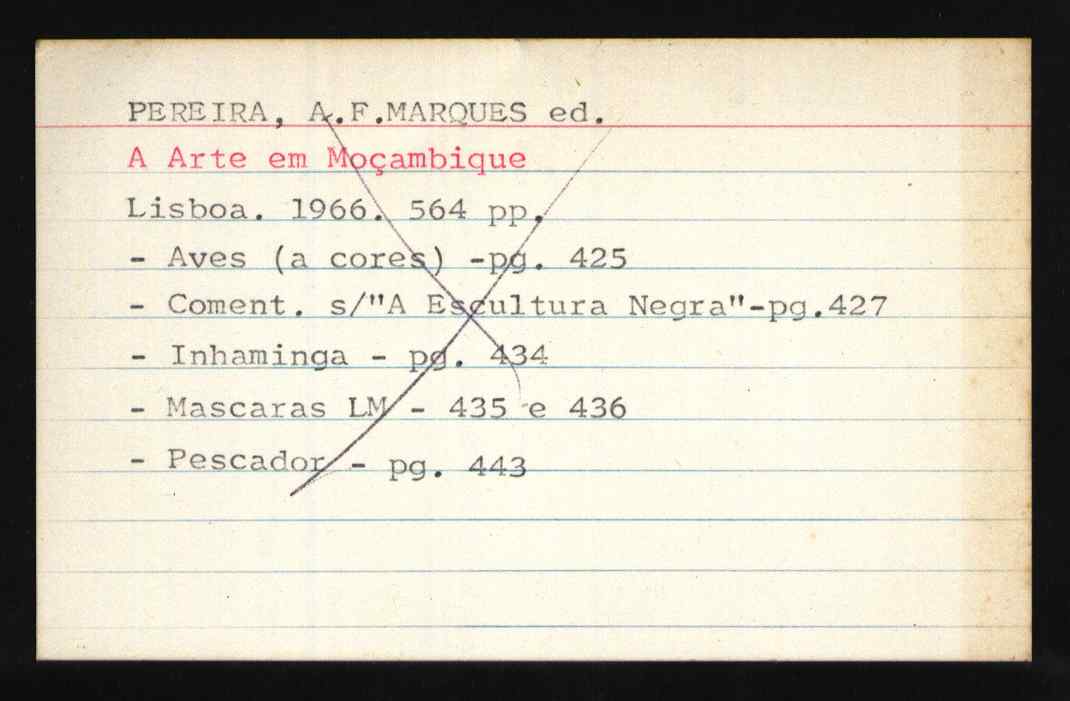 PEREIRA, A.F.MARQUES ed.
A Arte em Moçambique
Lisboa. 1966. 564 pp.
- Aves (a cores) -pg. 425
- Coment. s/"A Escultura Negra"-pg.427
- Inhaminga - pg. 434
- Mascaras LM - 435 e 436
- Pescador - pg. 443